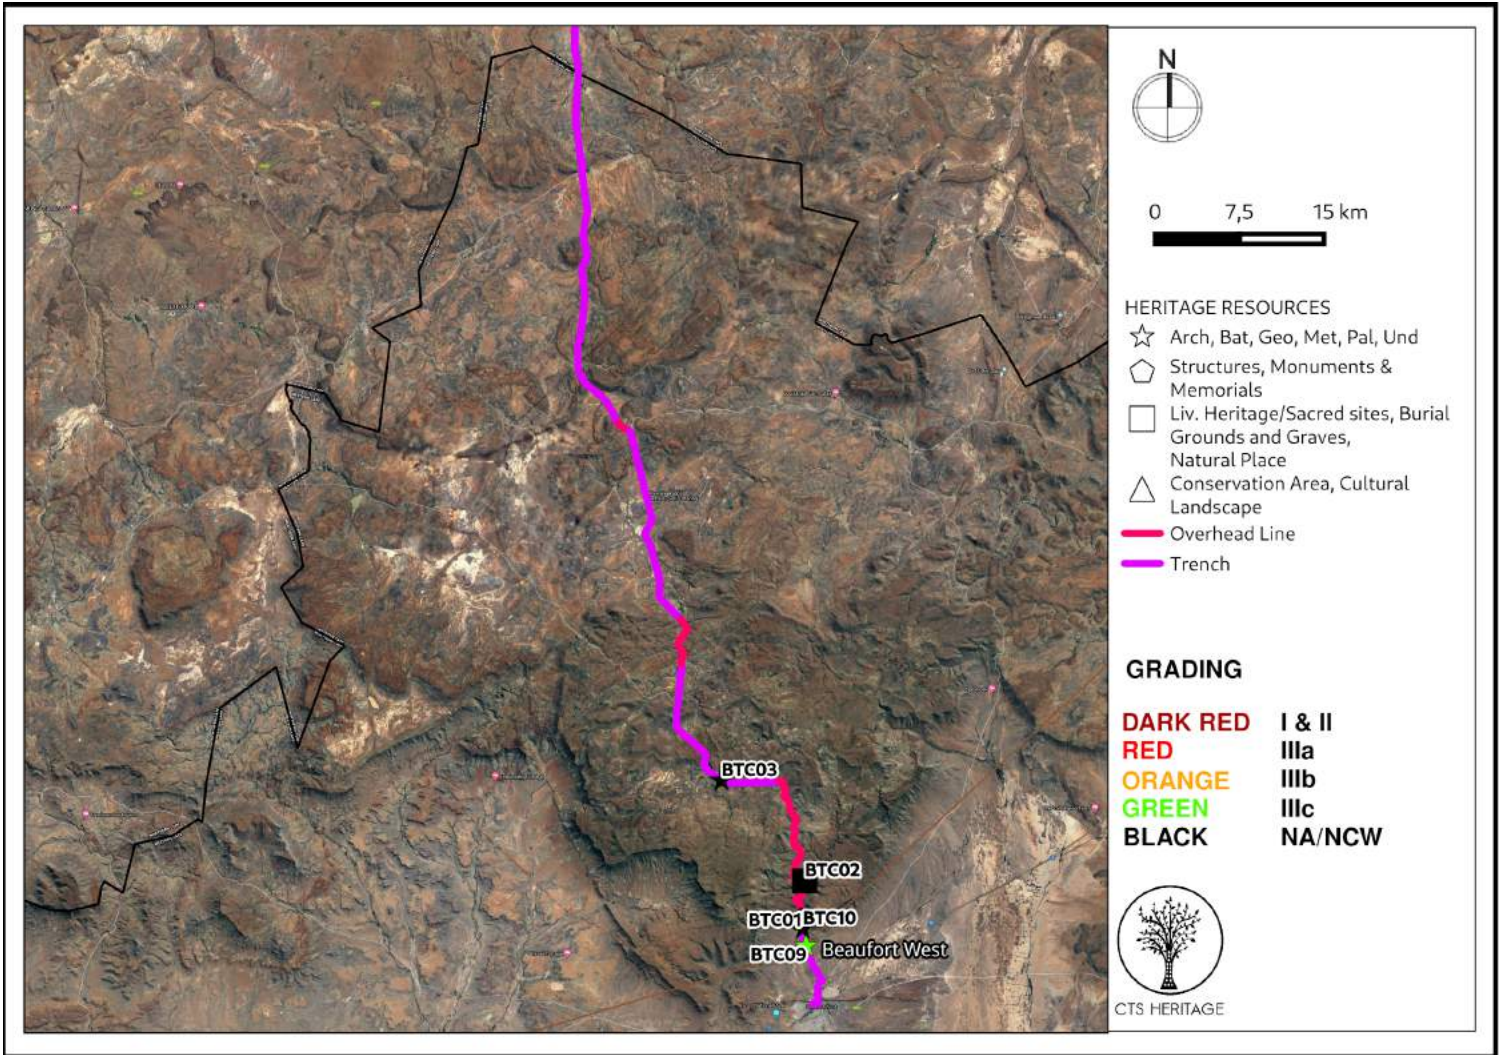 N
0 7,5 15 km
HERITAGE RESOURCES
Arch, Bat, Geo, Met, Pal, Und
Structures, Monuments &
Memorials
Liv. Heritage/Sacred sites, Burial
Grounds and Graves,
Natural Place
Conservation Area, Cultural
Landscape
Overhead Line
Trench
GRADING
DARK RED I & II
RED IIIa
ORANGE IIIb
GREEN IIIc
BLACK NA/NCW
CTS HERITAGE
BTC03
BTC02
BTC01 BTC10
BTC09 Beaufort West